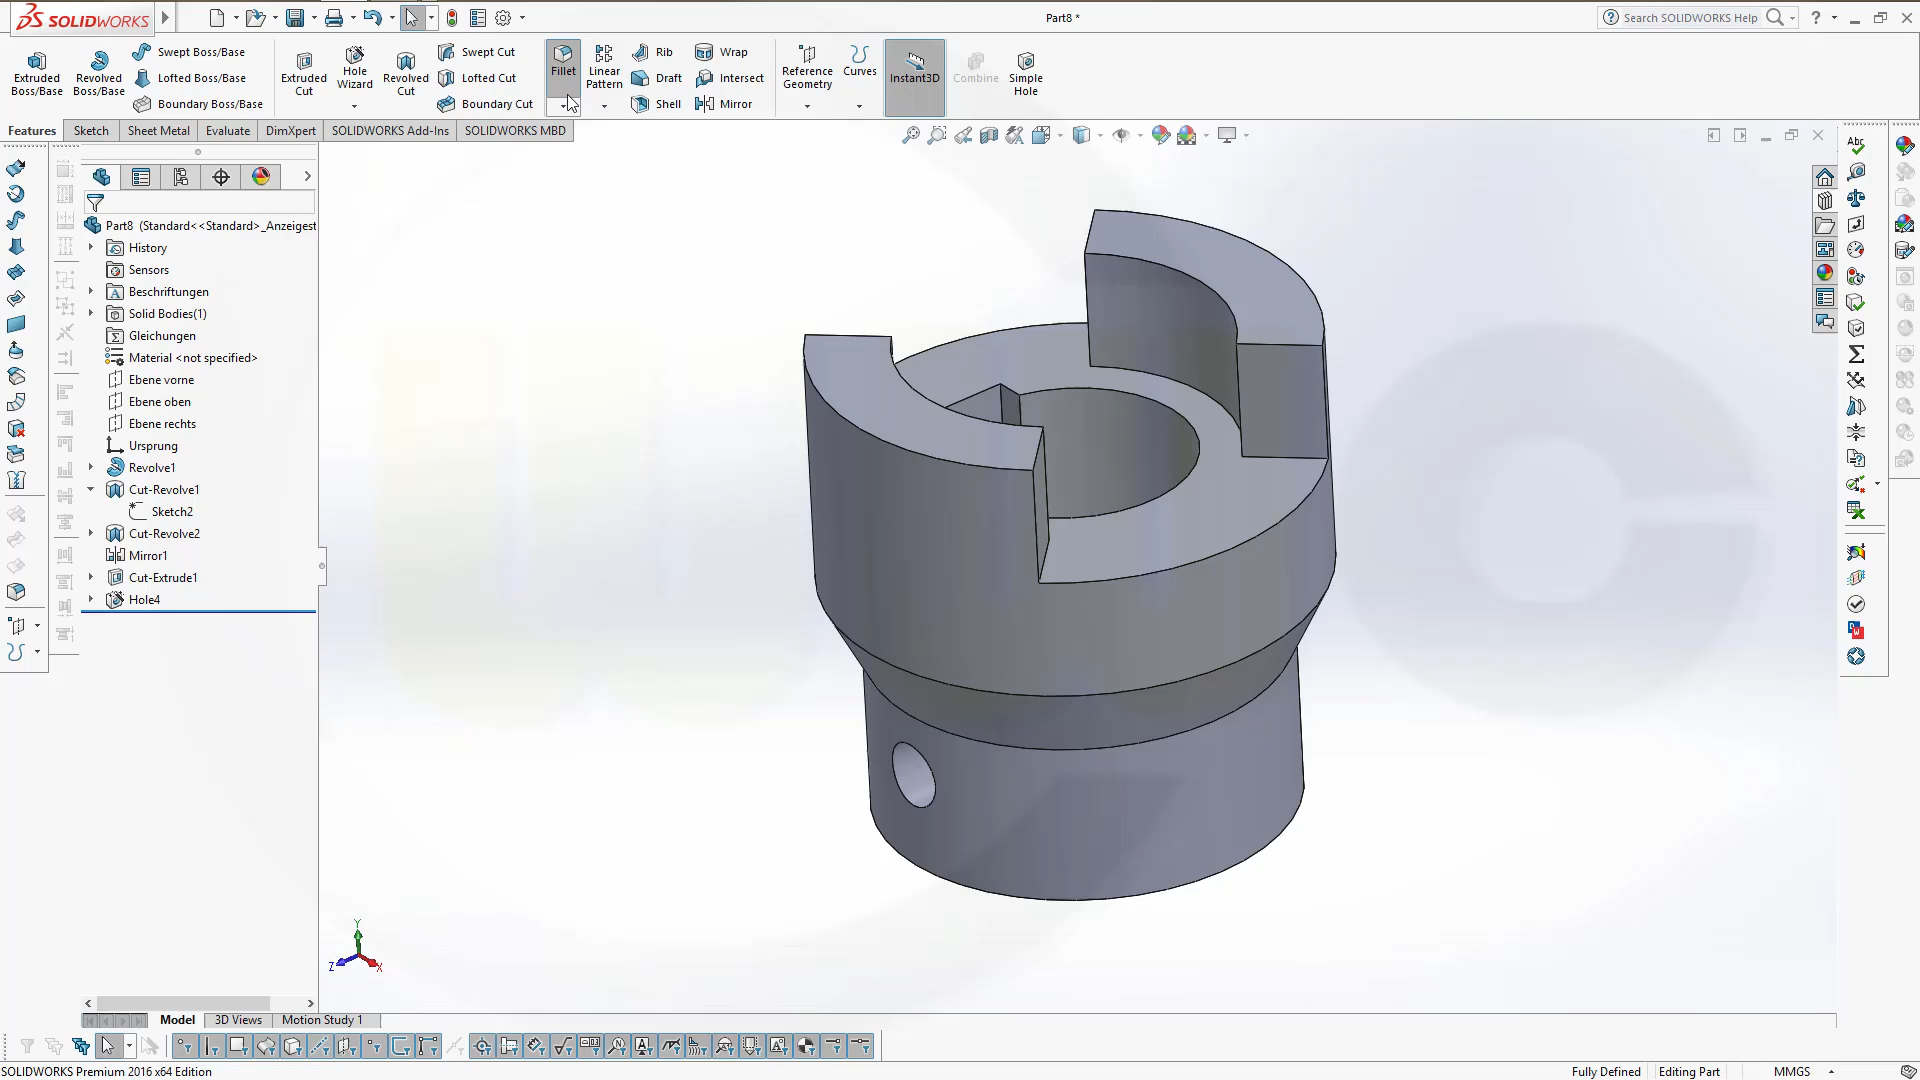 SOLIDWORKS
Part8 *
Search SOLIDWORKS Help
Extruded Boss/Base
Revolved Boss/Base
Swept Boss/Base
Lofted Boss/Base
Boundary Boss/Base
Extruded Cut
Hole Wizard
Revolved Cut
Swept Cut
Lofted Cut
Boundary Cut
Fillet
Linear Pattern
Rib
Draft
Shell
Wrap
Intersect
Mirror
Reference Geometry
Curves
Instant3D
Combine
Simple Hole
Features
Sketch
Sheet Metal
Evaluate
DimXpert
SOLIDWORKS Add-Ins
SOLIDWORKS MBD
Part8 (Standard<<Standard>_Anzeigest
History
Sensors
Beschriftungen
Solid Bodies(1)
Gleichungen
Material <not specified>
Ebene vorne
Ebene oben
Ebene rechts
Ursprung
Revolve1
Cut-Revolve1
Sketch2
Cut-Revolve2
Mirror1
Cut-Extrude1
Hole4
Y
Z
X
Abc
Model
3D Views
Motion Study 1
SOLIDWORKS Premium 2016 x64 Edition
Fully Defined
Editing Part
MMGS